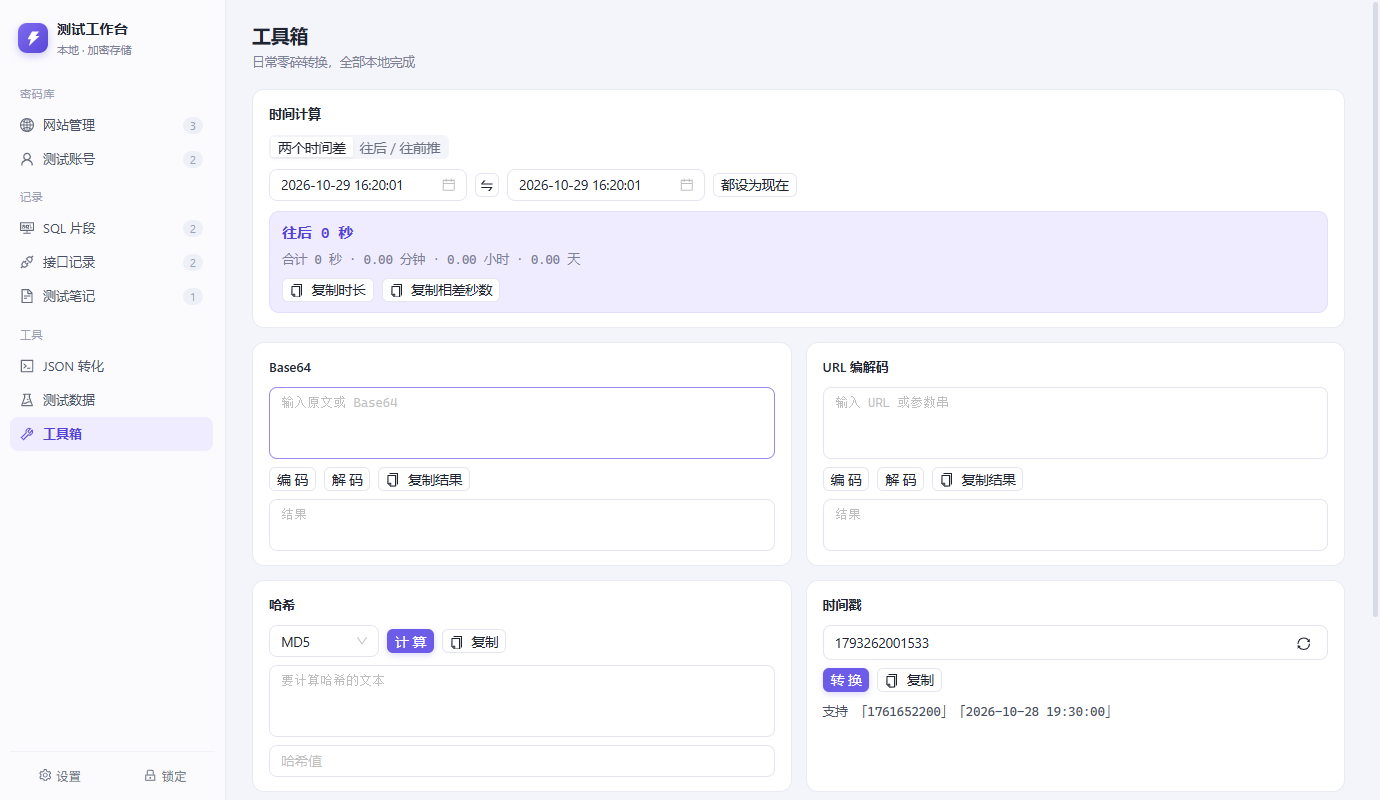 测试工作台
本地 · 加密存储
密码库
网站管理 3
测试账号 2
记录
SQL 片段 2
接口记录 2
测试笔记 1
工具
JSON 转化
测试数据
工具箱
设置 锁定
工具箱
日常零碎转换，全部本地完成
时间计算
两个时间差 往后 / 往前推
2026-10-29 16:20:01 2026-10-29 16:20:01 都设为现在
往后 0 秒
合计 0 秒 · 0.00 分钟 · 0.00 小时 · 0.00 天
复制时长 复制相差秒数
Base64
输入原文或 Base64
编码 解码 复制结果
结果
URL 编解码
输入 URL 或参数串
编码 解码 复制结果
结果
哈希
MD5 计算 复制
要计算哈希的文本
哈希值
时间戳
1793262001533
转换 复制
支持 「1761652200」「2026-10-28 19:30:00」